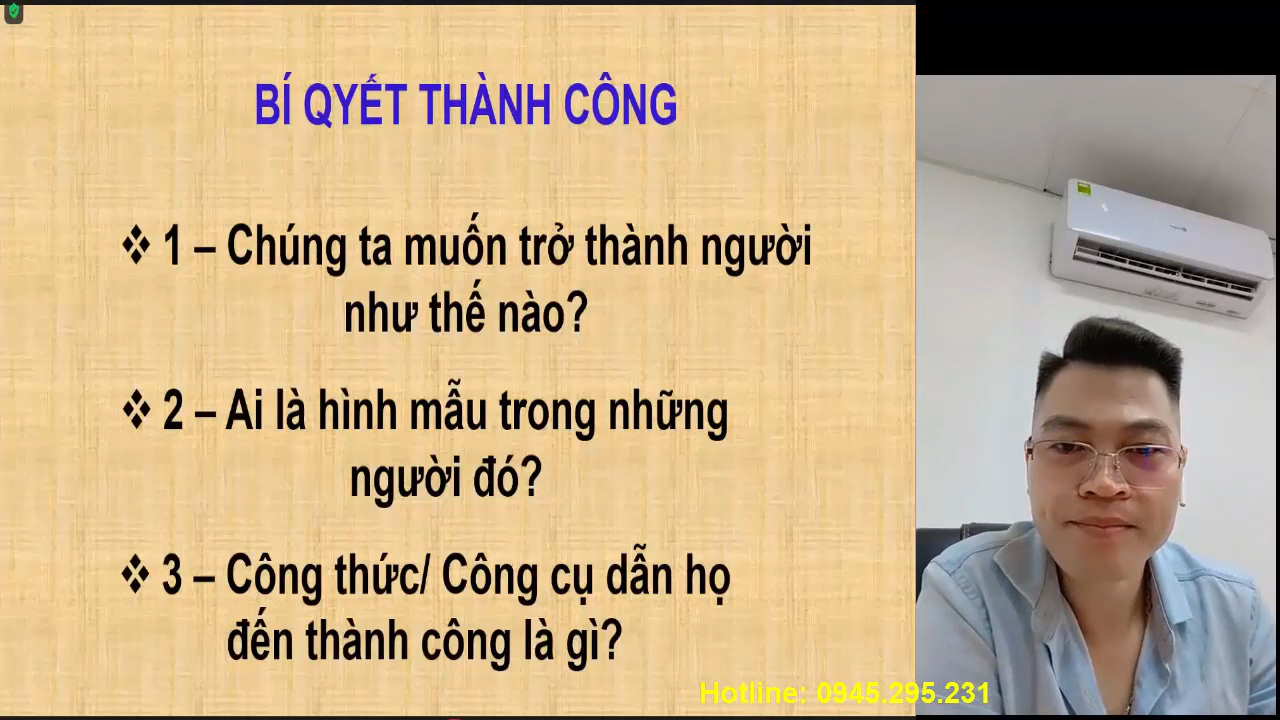 BÍ QYẾT THÀNH CÔNG
❖ 1 – Chúng ta muốn trở thành người
như thế nào?
❖ 2 – Ai là hình mẫu trong những
người đó?
❖ 3 – Công thức/ Công cụ dẫn họ
đến thành công là gì?
Hotline: 0945.295.231